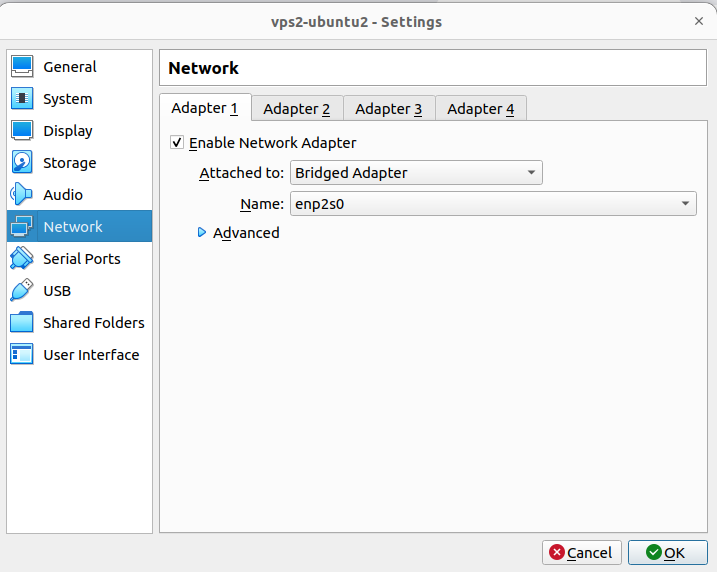 vps2-ubuntu2 - Settings
General
System
Display
Storage
Audio
Network
Serial Ports
USB
Shared Folders
User Interface
Network
Adapter 1 Adapter 2 Adapter 3 Adapter 4
Enable Network Adapter
Attached to: Bridged Adapter
Name: enp2s0
Advanced
Cancel OK